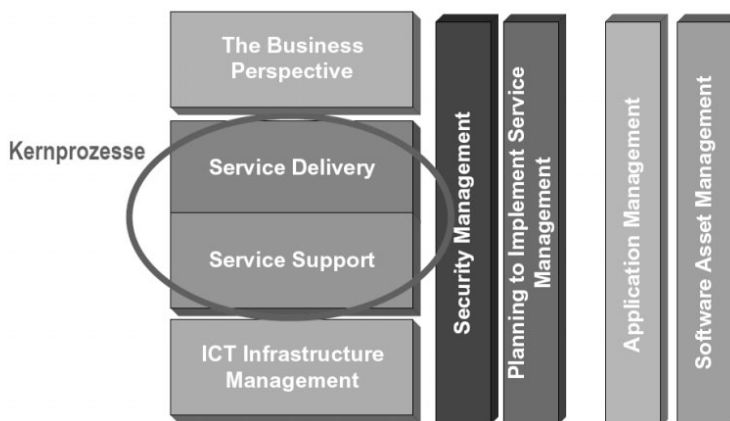 The Business
Perspective
Kernprozesse
Service Delivery
Service Support
ICT Infrastructure
Management
Security Management
Planning to Implement Service
Management
Application Management
Software Asset Management